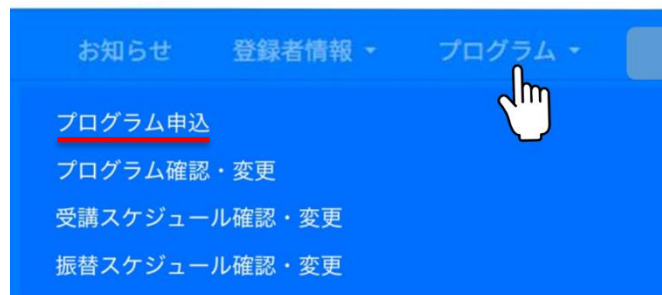 お知らせ 登録者情報 プログラム
プログラム申込
プログラム確認・変更
受講スケジュール確認・変更
振替スケジュール確認・変更